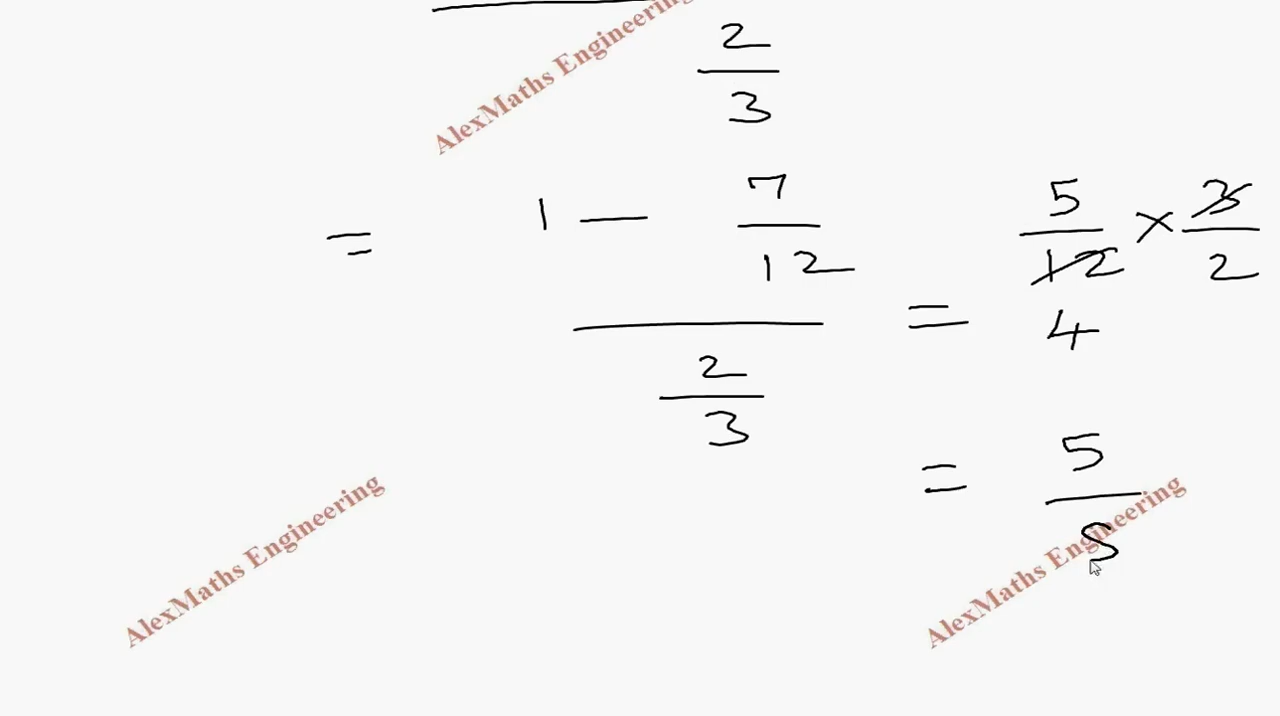 2
3
= 1 - 7/12 / 2/3 = 5/12 × 3/2
4
= 5/
AlexMaths Engineering
AlexMaths Engineering
AlexMaths Engineering